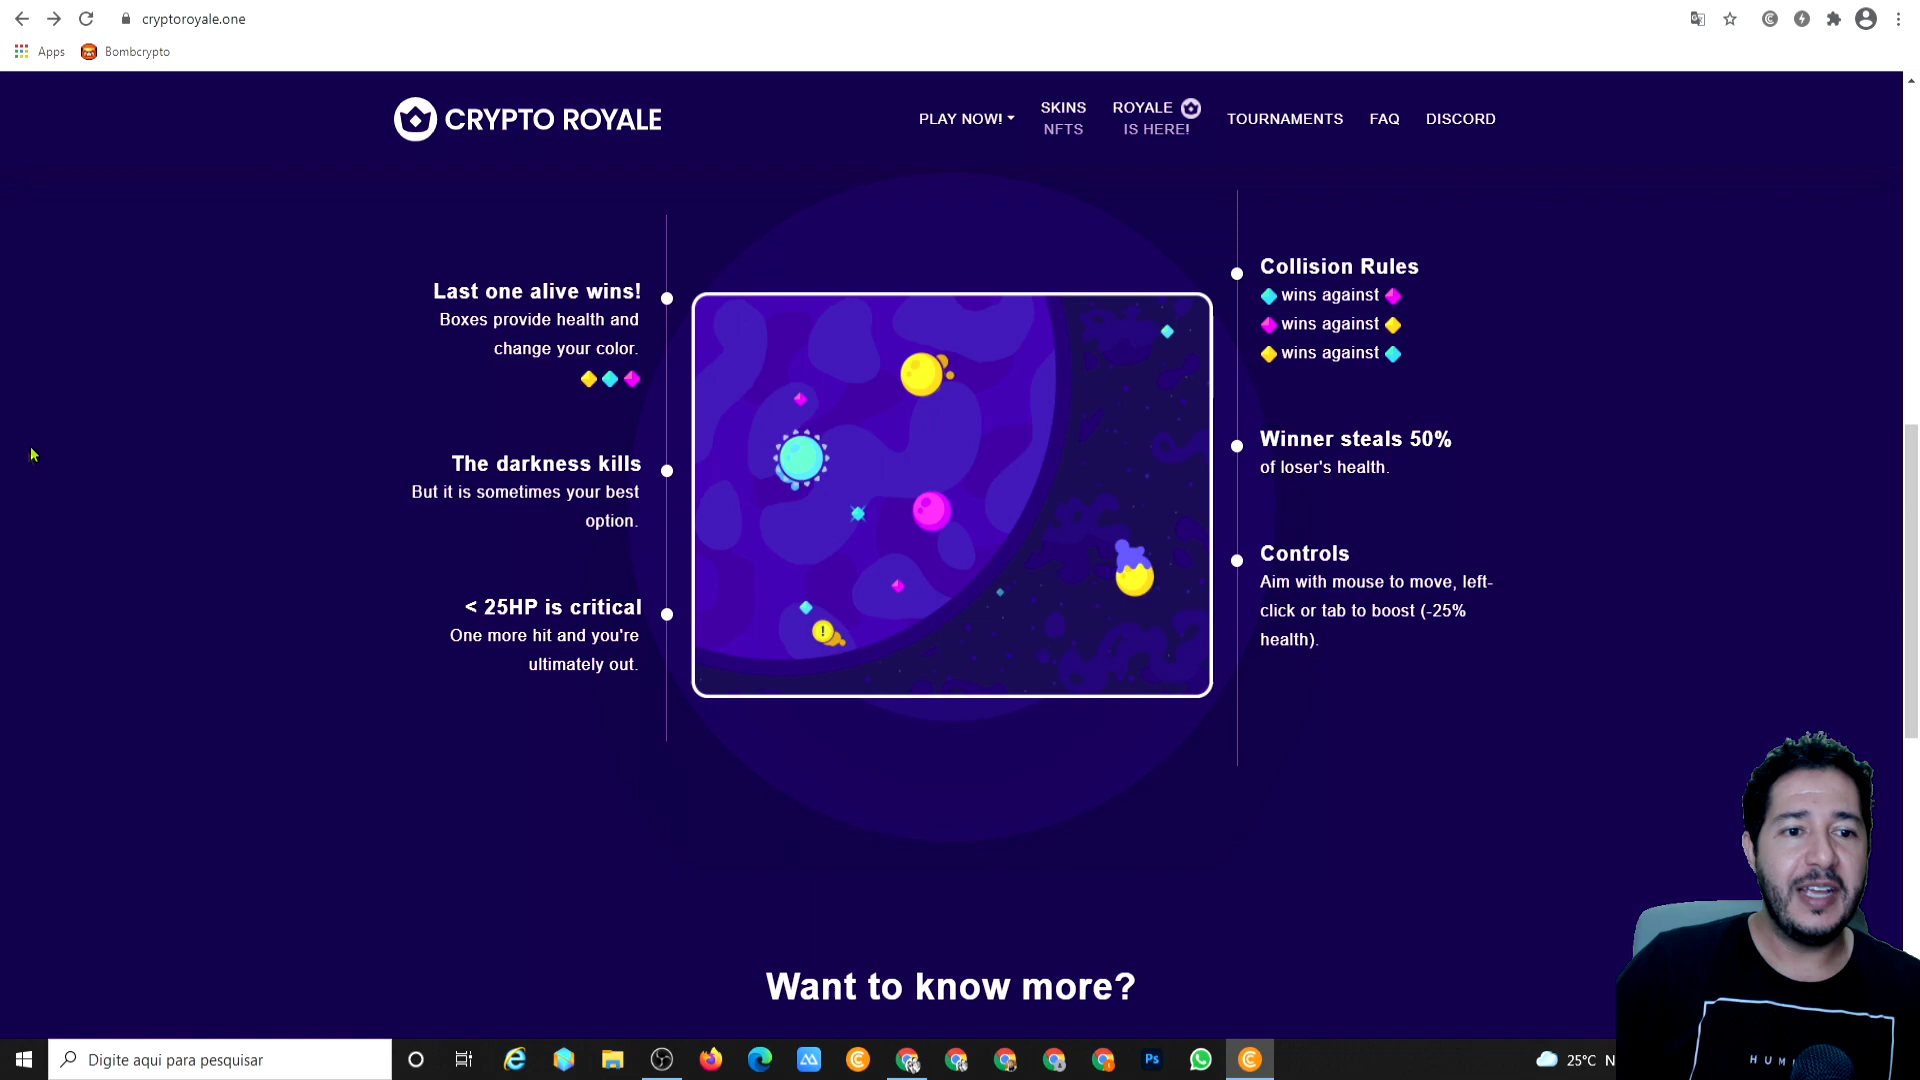 cryptoroyale.one
Apps
Bombcrypto
CRYPTO ROYALE
PLAY NOW!
SKINS
NFTS
ROYALE
IS HERE!
TOURNAMENTS
FAQ
DISCORD
Last one alive wins!
Boxes provide health and
change your color.
The darkness kills
But it is sometimes your best
option.
< 25HP is critical
One more hit and you're
ultimately out.
!
Collision Rules
wins against
wins against
wins against
Winner steals 50%
of loser's health.
Controls
Aim with mouse to move, left-
click or tab to boost (-25%
health).
Want to know more?
Digite aqui para pesquisar
Ps
25°C N